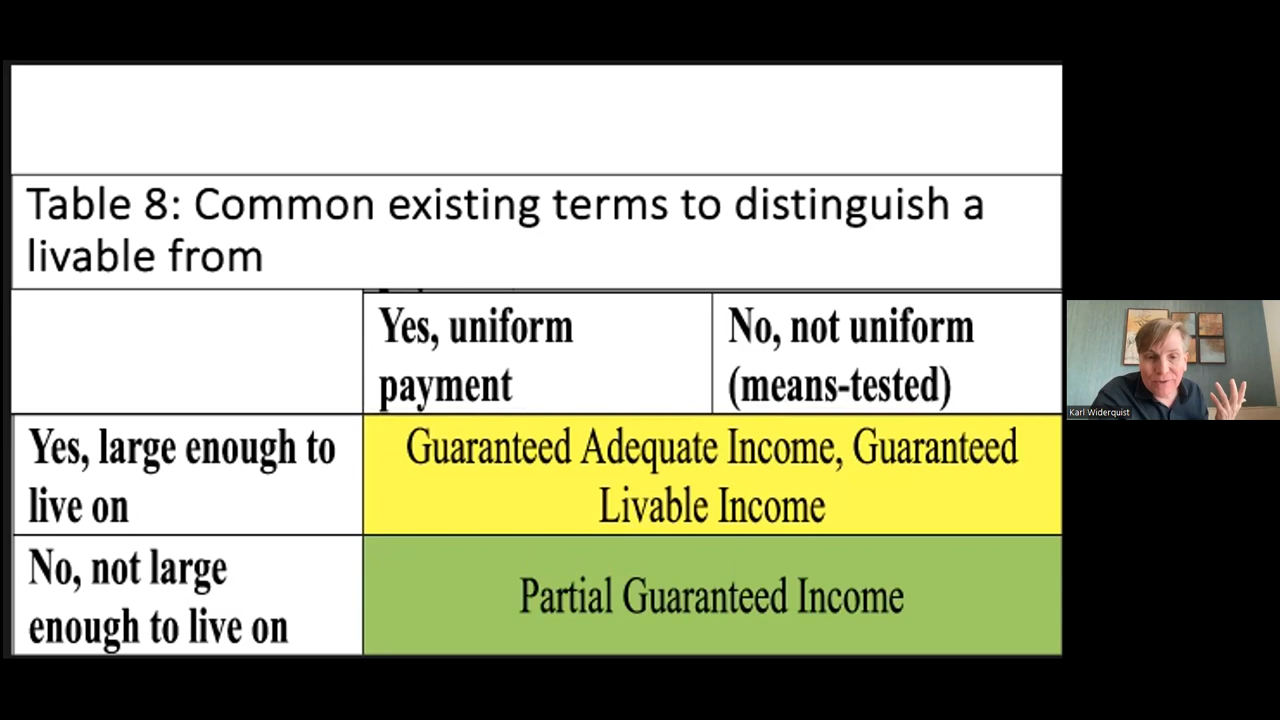 Table 8: Common existing terms to distinguish a
livable from
Yes, uniform
payment
No, not uniform
(means-tested)
Yes, large enough to
live on
Guaranteed Adequate Income, Guaranteed
Livable Income
No, not large
enough to live on
Partial Guaranteed Income
Karl Widerquist